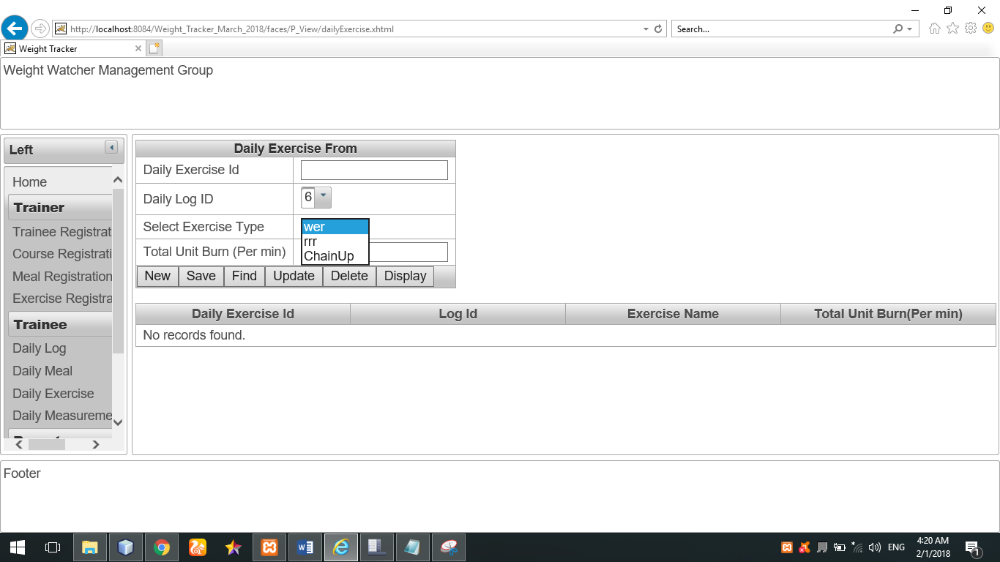 http://localhost:8084/Weight_Tracker_March_2018/faces/P_View/dailyExercise.xhtml
Search...
Weight Tracker
Weight Watcher Management Group
Left
Home
Trainer
Trainee Registrat
Course Registrati
Meal Registration
Exercise Registra
Trainee
Daily Log
Daily Meal
Daily Exercise
Daily Measureme
Daily Exercise From
Daily Exercise Id
Daily Log ID 6
Select Exercise Type wer
rrr
Total Unit Burn (Per min) ChainUp
New Save Find Update Delete Display
Daily Exercise Id Log Id Exercise Name Total Unit Burn(Per min)
No records found.
Footer
ENG
4:20 AM
2/1/2018
1